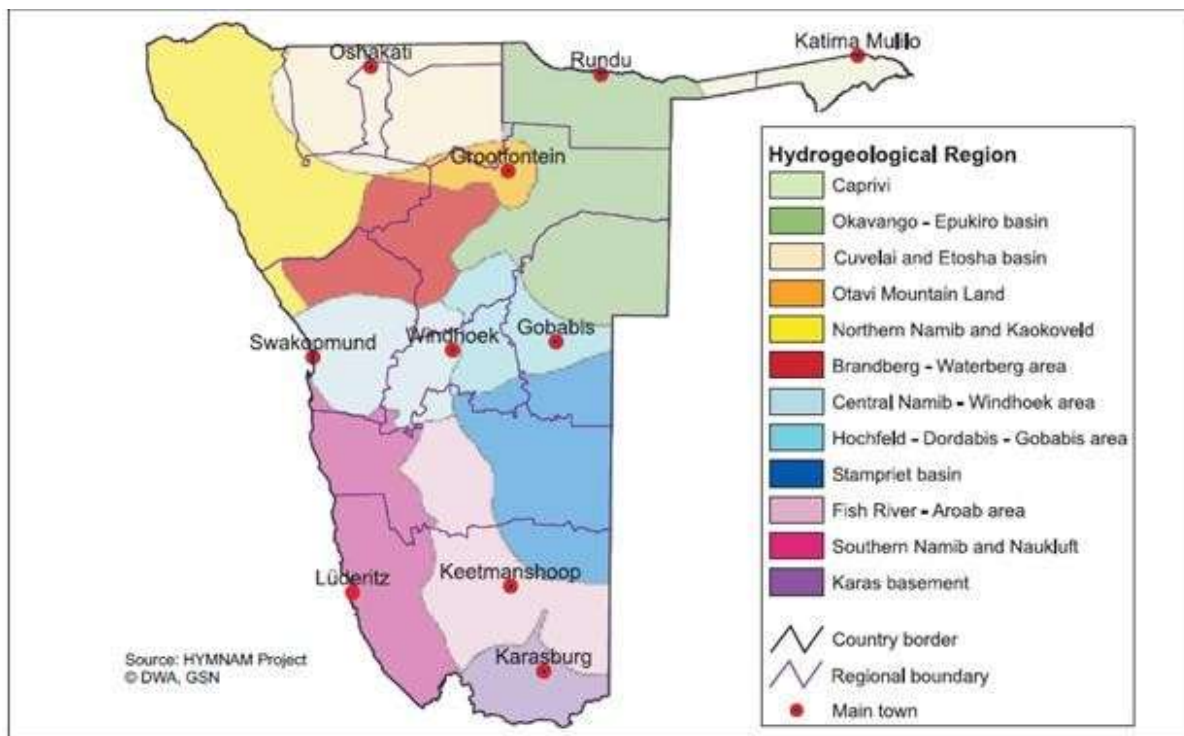 Oshakati
Rundu
Katima Mulilo
Grootfontein
Swakopmund
Windhoek
Gobabis
Lüderitz
Keetmanshoop
Karasburg
Source: HYMNAM Project
© DWA, GSN
Hydrogeological Region
Caprivi
Okavango - Epukiro basin
Cuvelai and Etosha basin
Otavi Mountain Land
Northern Namib and Kaokoveld
Brandberg - Waterberg area
Central Namib - Windhoek area
Hochfeld - Dordabis - Gobabis area
Stampriet basin
Fish River - Aroab area
Southern Namib and Naukluft
Karas basement
Country border
Regional boundary
Main town